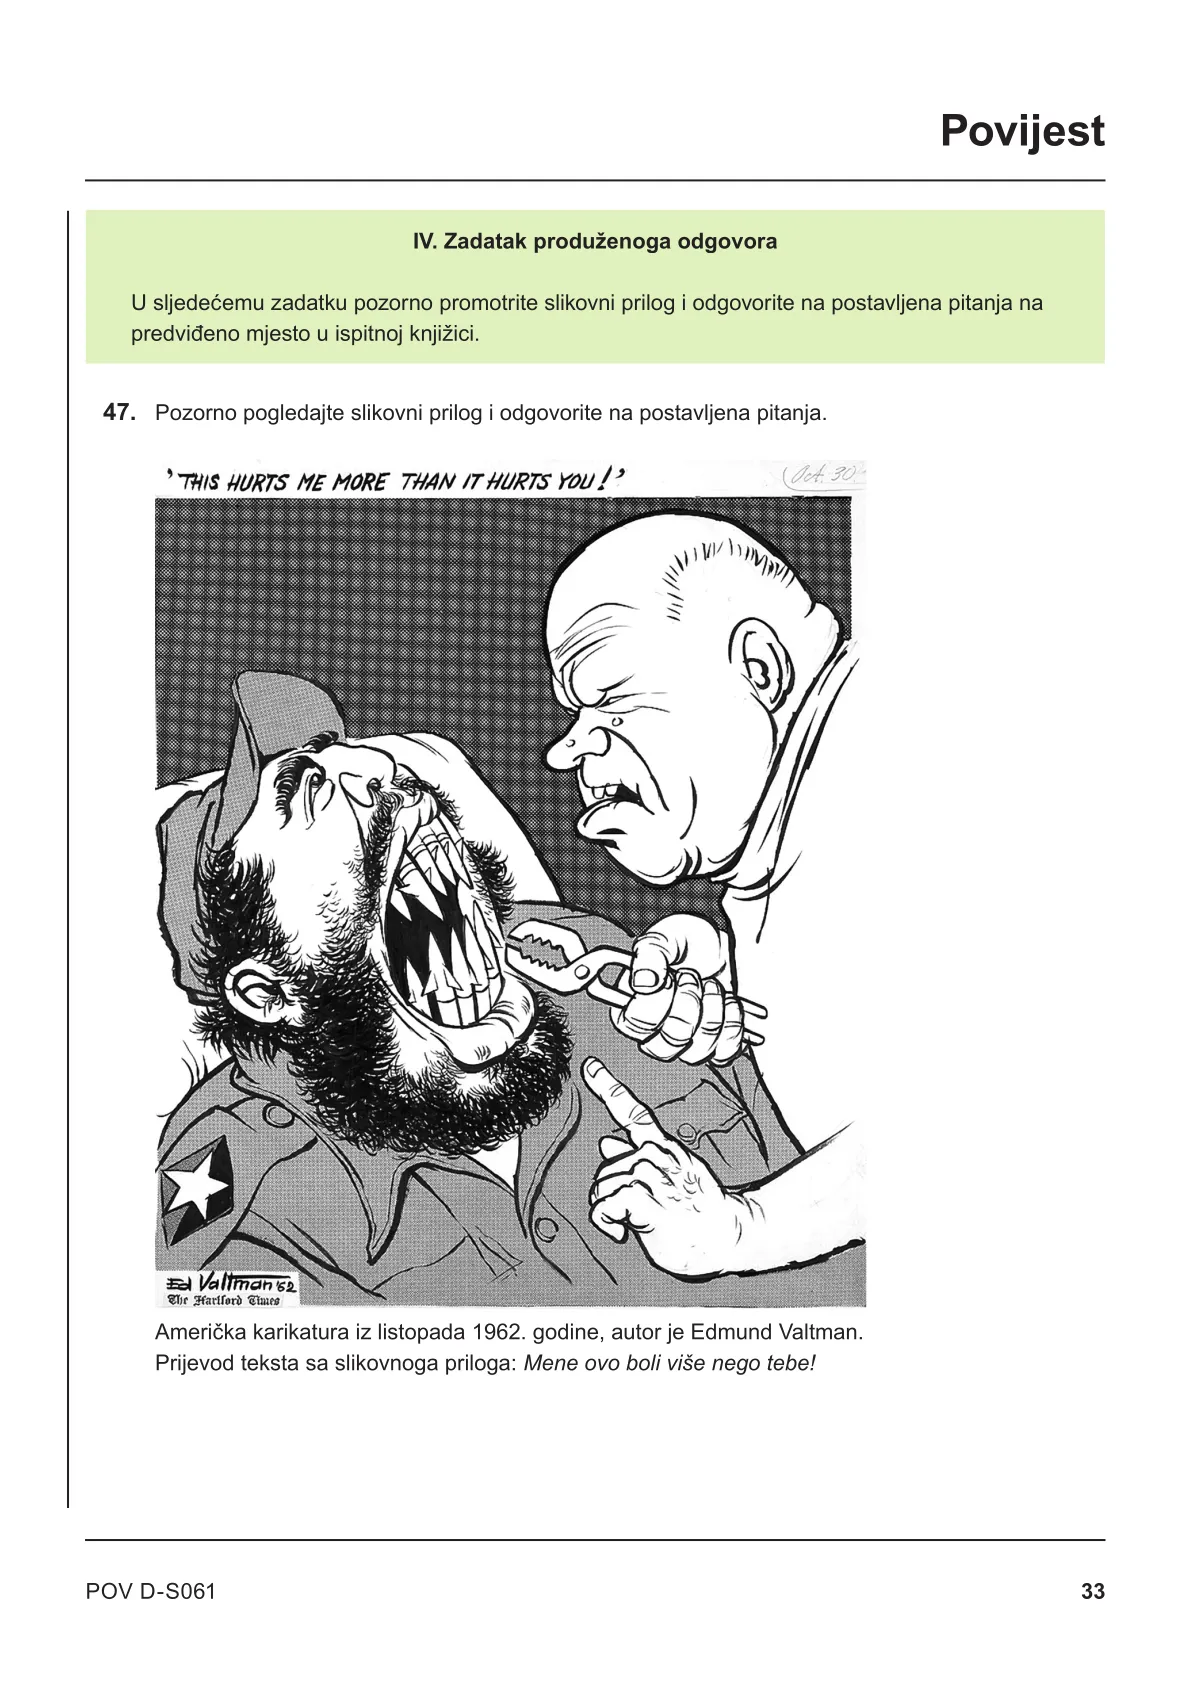 Povijest
IV. Zadatak produženoga odgovora
U sljedećemu zadatku pozorno promotrite slikovni prilog i odgovorite na postavljena pitanja na
predviđeno mjesto u ispitnoj knjižici.
47. Pozorno pogledajte slikovni prilog i odgovorite na postavljena pitanja.
'THIS HURTS ME MORE THAN IT HURTS YOU!'
Oct. 30
Ed Valtman '62
The Hartford Times
Američka karikatura iz listopada 1962. godine, autor je Edmund Valtman.
Prijevod teksta sa slikovnoga priloga: Mene ovo boli više nego tebe!
POV D-S061
33